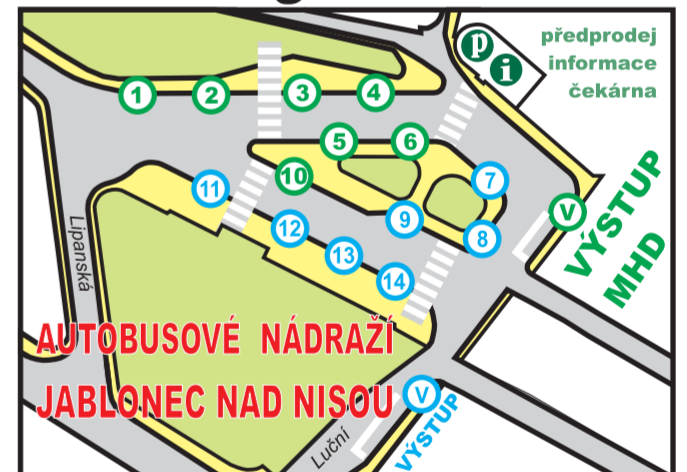 předprodej
informace
čekárna
p
i
1
2
3
4
5
6
7
8
9
10
11
12
13
14
V
VÝSTUP
MHD
Lipanská
AUTOBUSOVÉ NÁDRAŽÍ
JABLONEC NAD NISOU
V
VÝSTUP
Luční